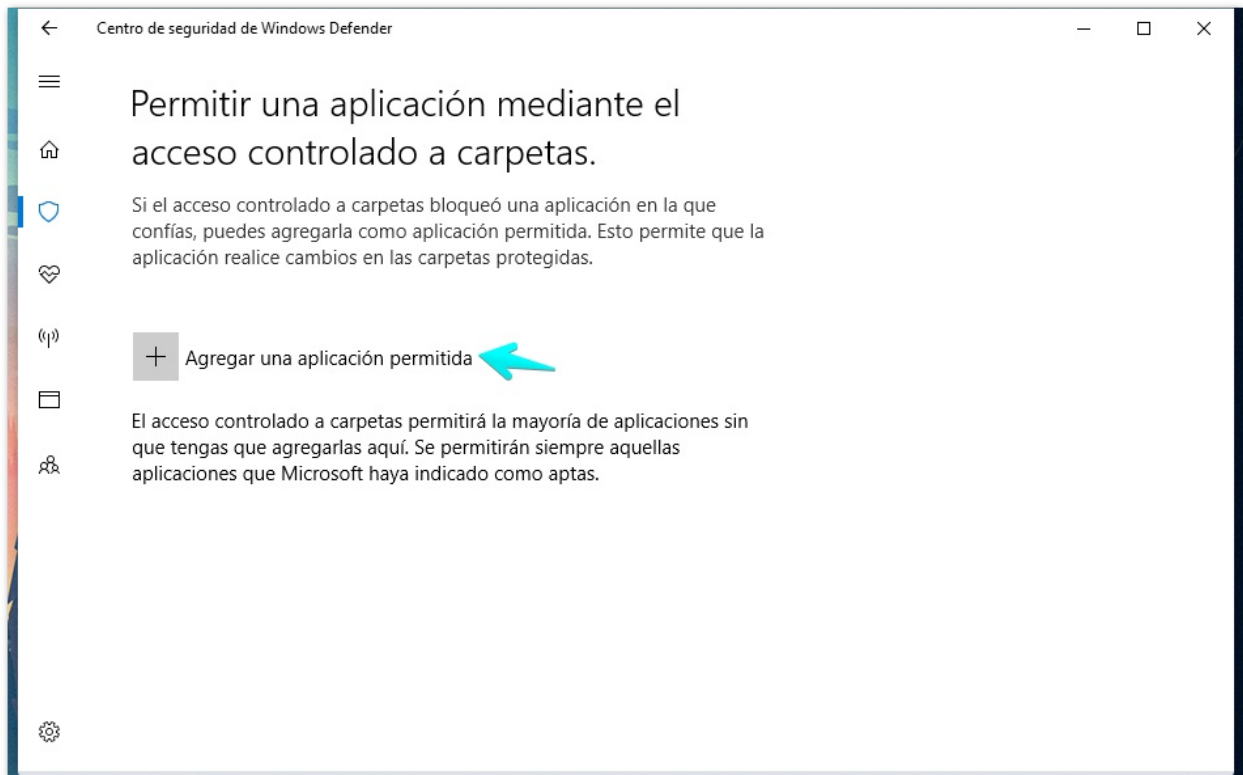 Centro de seguridad de Windows Defender
Permitir una aplicación mediante el
acceso controlado a carpetas.
Si el acceso controlado a carpetas bloqueó una aplicación en la que
confías, puedes agregarla como aplicación permitida. Esto permite que la
aplicación realice cambios en las carpetas protegidas.
Agregar una aplicación permitida
El acceso controlado a carpetas permitirá la mayoría de aplicaciones sin
que tengas que agregarlas aquí. Se permitirán siempre aquellas
aplicaciones que Microsoft haya indicado como aptas.